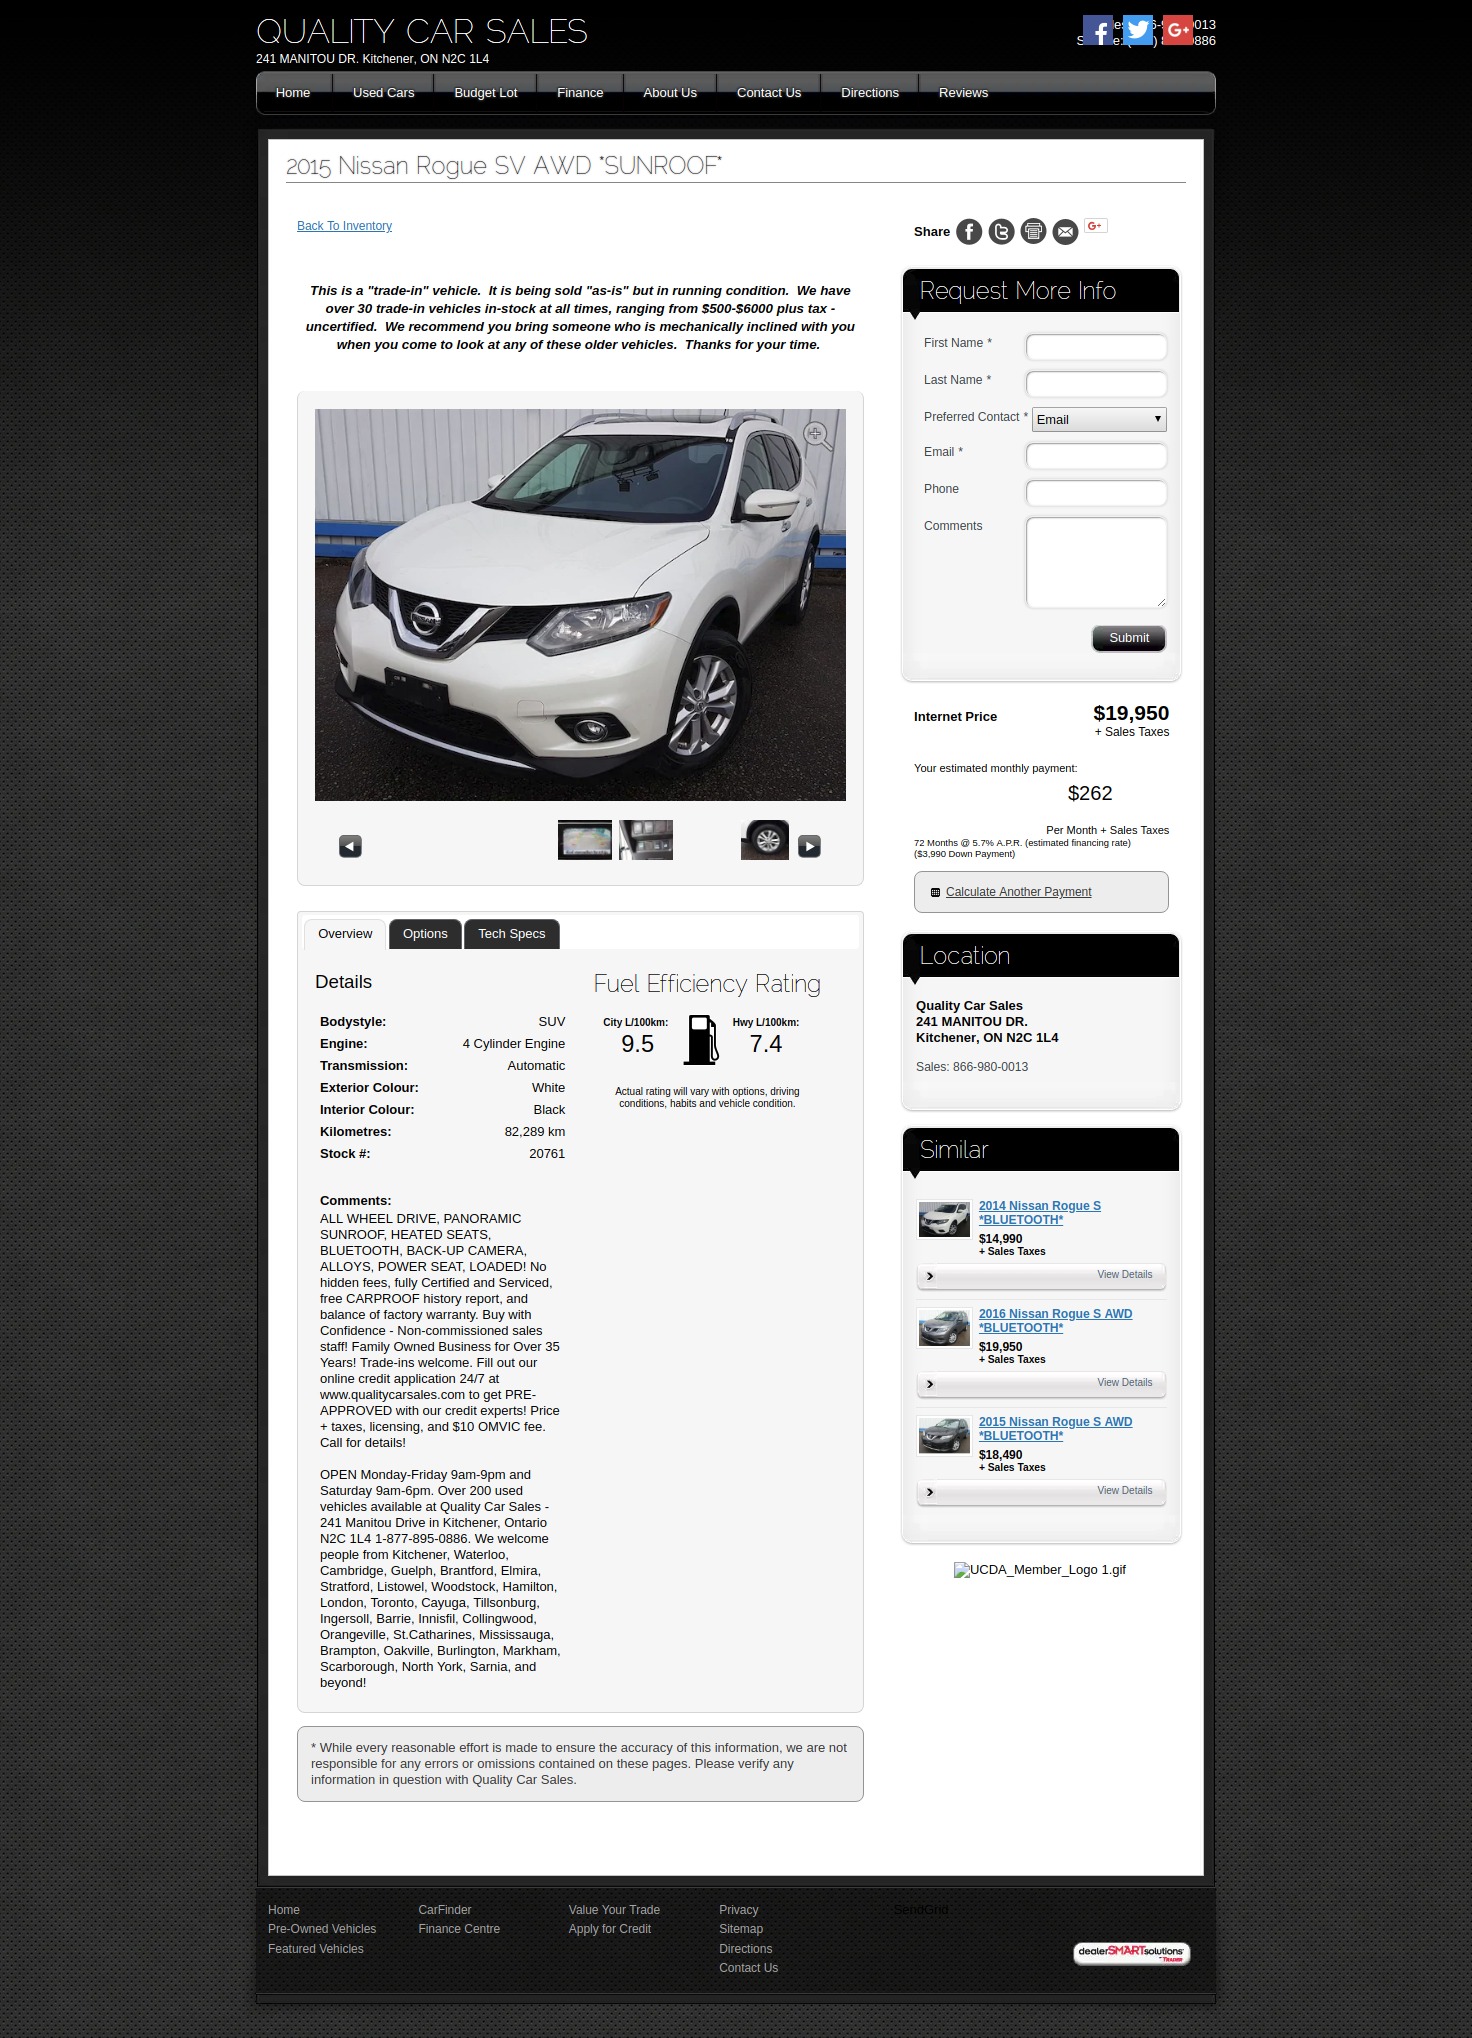 QUALITY CAR SALES
241 MANITOU DR. Kitchener, ON N2C 1L4
Home Used Cars Budget Lot Finance About Us Contact Us Directions Reviews
2015 Nissan Rogue SV AWD *SUNROOF*
Back To Inventory
This is a "trade-in" vehicle. It is being sold "as-is" but in running condition. We have
over 30 trade-in vehicles in-stock at all times, ranging from $500-$6000 plus tax -
uncertified. We recommend you bring someone who is mechanically inclined with you
when you come to look at any of these older vehicles. Thanks for your time.
Overview Options Tech Specs
Details
Bodystyle: SUV
Engine: 4 Cylinder Engine
Transmission: Automatic
Exterior Colour: White
Interior Colour: Black
Kilometres: 82,289 km
Stock #: 20761
Comments:
ALL WHEEL DRIVE, PANORAMIC
SUNROOF, HEATED SEATS,
BLUETOOTH, BACK-UP CAMERA,
ALLOYS, POWER SEAT, LOADED! No
hidden fees, fully Certified and Serviced,
free CARPROOF history report, and
balance of factory warranty. Buy with
Confidence - Non-commissioned sales
staff! Family Owned Business for Over 35
Years! Trade-ins welcome. Fill out our
online credit application 24/7 at
www.qualitycarsales.com to get PRE-
APPROVED with our credit experts! Price
+ taxes, licensing, and $10 OMVIC fee.
Call for details!
OPEN Monday-Friday 9am-9pm and
Saturday 9am-6pm. Over 200 used
vehicles available at Quality Car Sales -
241 Manitou Drive in Kitchener, Ontario
N2C 1L4 1-877-895-0886. We welcome
people from Kitchener, Waterloo,
Cambridge, Guelph, Brantford, Elmira,
Stratford, Listowel, Woodstock, Hamilton,
London, Toronto, Cayuga, Tillsonburg,
Ingersoll, Barrie, Innisfil, Collingwood,
Orangeville, St.Catharines, Mississauga,
Brampton, Oakville, Burlington, Markham,
Scarborough, North York, Sarnia, and
beyond!
Fuel Efficiency Rating
City L/100km: Hwy L/100km:
9.5 7.4
Actual rating will vary with options, driving
conditions, habits and vehicle condition.
* While every reasonable effort is made to ensure the accuracy of this information, we are not
responsible for any errors or omissions contained on these pages. Please verify any
information in question with Quality Car Sales.
Share
G+
Request More Info
First Name *
Last Name *
Preferred Contact * Email
Email *
Phone
Comments
Submit
Internet Price $19,950
+ Sales Taxes
Your estimated monthly payment:
$262
Per Month + Sales Taxes
72 Months @ 5.7% A.P.R. (estimated financing rate)
($3,990 Down Payment)
Calculate Another Payment
Location
Quality Car Sales
241 MANITOU DR.
Kitchener, ON N2C 1L4
Sales: 866-980-0013
Similar
2014 Nissan Rogue S
*BLUETOOTH*
$14,990
+ Sales Taxes
View Details
2016 Nissan Rogue S AWD
*BLUETOOTH*
$19,950
+ Sales Taxes
View Details
2015 Nissan Rogue S AWD
*BLUETOOTH*
$18,490
+ Sales Taxes
View Details
UCDA_Member_Logo 1.gif
Home CarFinder Value Your Trade Privacy SendGrid
Pre-Owned Vehicles Finance Centre Apply for Credit Sitemap
Featured Vehicles Directions
Contact Us
dealerSMARTsolutions